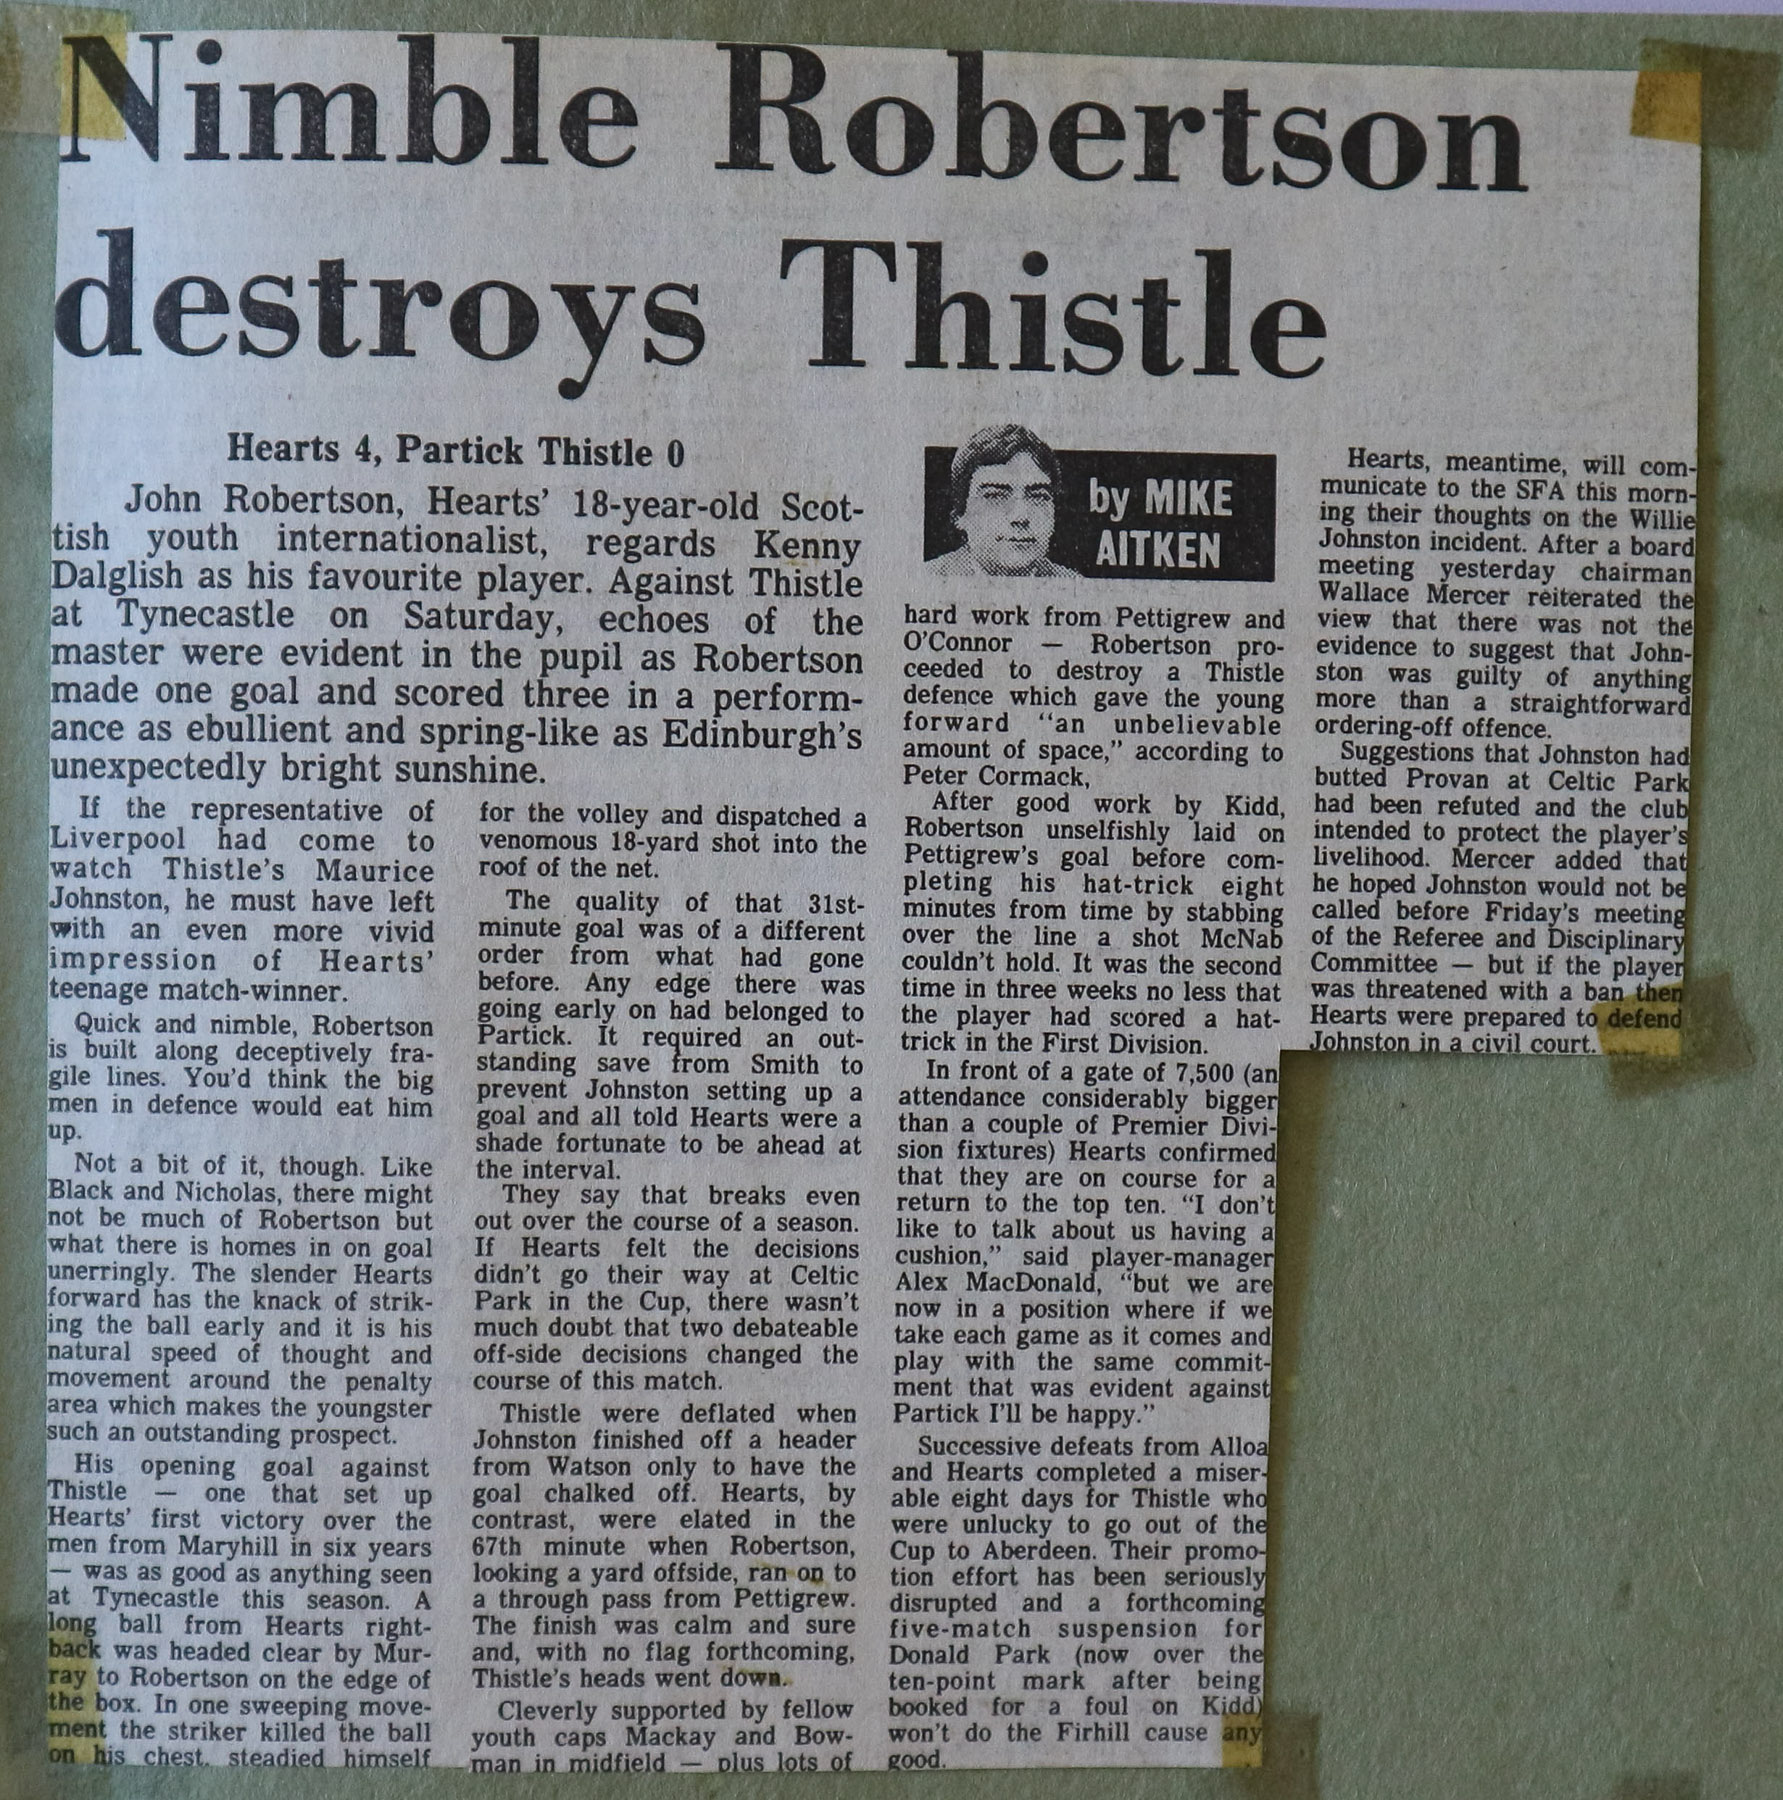 Nimble Robertson
destroys Thistle
Hearts 4, Partick Thistle 0
John Robertson, Hearts' 18-year-old Scot-
tish youth internationalist, regards Kenny
Dalglish as his favourite player. Against Thistle
at Tynecastle on Saturday, echoes of the
master were evident in the pupil as Robertson
made one goal and scored three in a perform-
ance as ebullient and spring-like as Edinburgh's
unexpectedly bright sunshine.
If the representative of
Liverpool had come to
watch Thistle's Maurice
Johnston, he must have left
with an even more vivid
impression of Hearts'
teenage match-winner.
Quick and nimble, Robertson
is built along deceptively fra-
gile lines. You'd think the big
men in defence would eat him
up.
Not a bit of it, though. Like
Black and Nicholas, there might
not be much of Robertson but
what there is homes in on goal
unerringly. The slender Hearts
forward has the knack of strik-
ing the ball early and it is his
natural speed of thought and
movement around the penalty
area which makes the youngster
such an outstanding prospect.
His opening goal against
Thistle — one that set up
Hearts' first victory over the
men from Maryhill in six years
— was as good as anything seen
at Tynecastle this season. A
long ball from Hearts right-
back was headed clear by Mur-
ray to Robertson on the edge of
the box. In one sweeping move-
ment the striker killed the ball
on his chest, steadied himself
for the volley and dispatched a
venomous 18-yard shot into the
roof of the net.
The quality of that 31st-
minute goal was of a different
order from what had gone
before. Any edge there was
going early on had belonged to
Partick. It required an out-
standing save from Smith to
prevent Johnston setting up a
goal and all told Hearts were a
shade fortunate to be ahead at
the interval.
They say that breaks even
out over the course of a season.
If Hearts felt the decisions
didn't go their way at Celtic
Park in the Cup, there wasn't
much doubt that two debateable
off-side decisions changed the
course of this match.
Thistle were deflated when
Johnston finished off a header
from Watson only to have the
goal chalked off. Hearts, by
contrast, were elated in the
67th minute when Robertson,
looking a yard offside, ran on to
a through pass from Pettigrew.
The finish was calm and sure
and, with no flag forthcoming,
Thistle's heads went down.
Cleverly supported by fellow
youth caps Mackay and Bow-
man in midfield — plus lots of
by MIKE
AITKEN
hard work from Pettigrew and
O'Connor — Robertson pro-
ceeded to destroy a Thistle
defence which gave the young
forward "an unbelievable
amount of space," according to
Peter Cormack,
After good work by Kidd,
Robertson unselfishly laid on
Pettigrew's goal before com-
pleting his hat-trick eight
minutes from time by stabbing
over the line a shot McNab
couldn't hold. It was the second
time in three weeks no less that
the player had scored a hat-
trick in the First Division.
In front of a gate of 7,500 (an
attendance considerably bigger
than a couple of Premier Divi-
sion fixtures) Hearts confirmed
that they are on course for a
return to the top ten. "I don't
like to talk about us having a
cushion," said player-manager
Alex MacDonald, "but we are
now in a position where if we
take each game as it comes and
play with the same commit-
ment that was evident against
Partick I'll be happy."
Successive defeats from Alloa
and Hearts completed a miser-
able eight days for Thistle who
were unlucky to go out of the
Cup to Aberdeen. Their promo-
tion effort has been seriously
disrupted and a forthcoming
five-match suspension for
Donald Park (now over the
ten-point mark after being
booked for a foul on Kidd)
won't do the Firhill cause any
good.
Hearts, meantime, will com-
municate to the SFA this morn-
ing their thoughts on the Willie
Johnston incident. After a board
meeting yesterday chairman
Wallace Mercer reiterated the
view that there was not the
evidence to suggest that John-
ston was guilty of anything
more than a straightforward
ordering-off offence.
Suggestions that Johnston had
butted Provan at Celtic Park
had been refuted and the club
intended to protect the player's
livelihood. Mercer added that
he hoped Johnston would not be
called before Friday's meeting
of the Referee and Disciplinary
Committee — but if the player
was threatened with a ban then
Hearts were prepared to defend
Johnston in a civil court.